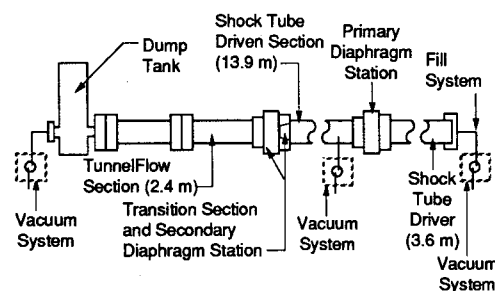 Dump
Tank
Shock Tube
Driven Section
(13.9 m)
Primary
Diaphragm
Station
Fill
System
TunnelFlow
Section (2.4 m)
Transition Section
and Secondary
Diaphragm Station
Vacuum
System
Vacuum
System
Shock
Tube
Driver
(3.6 m)
Vacuum
System